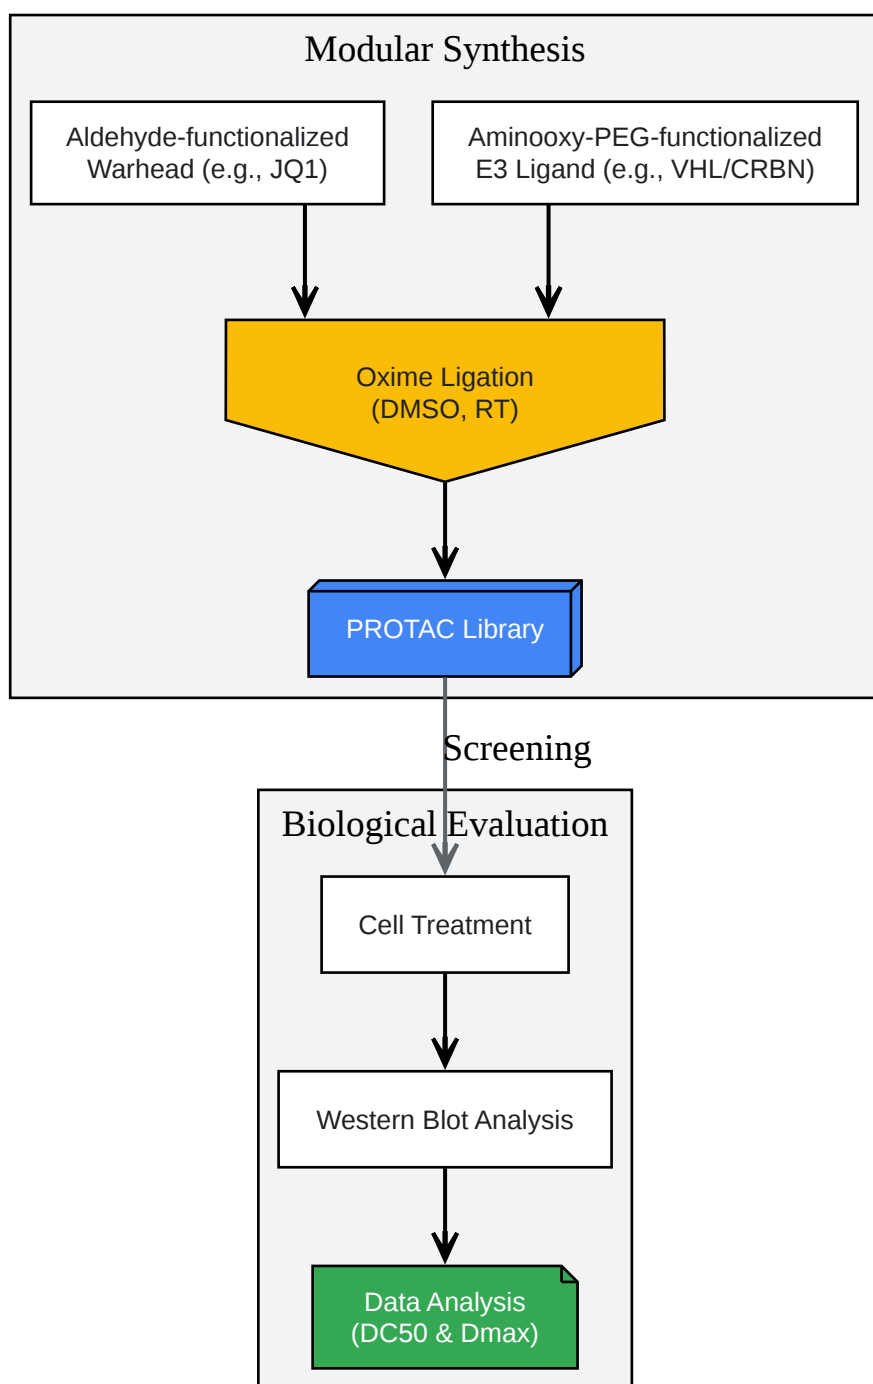 Modular Synthesis
Aldehyde-functionalized
Warhead (e.g., JQ1)
Aminooxy-PEG-functionalized
E3 Ligand (e.g., VHL/CRBN)
Oxime Ligation
(DMSO, RT)
PROTAC Library
Screening
Biological Evaluation
Cell Treatment
Western Blot Analysis
Data Analysis
(DC50 & Dmax)